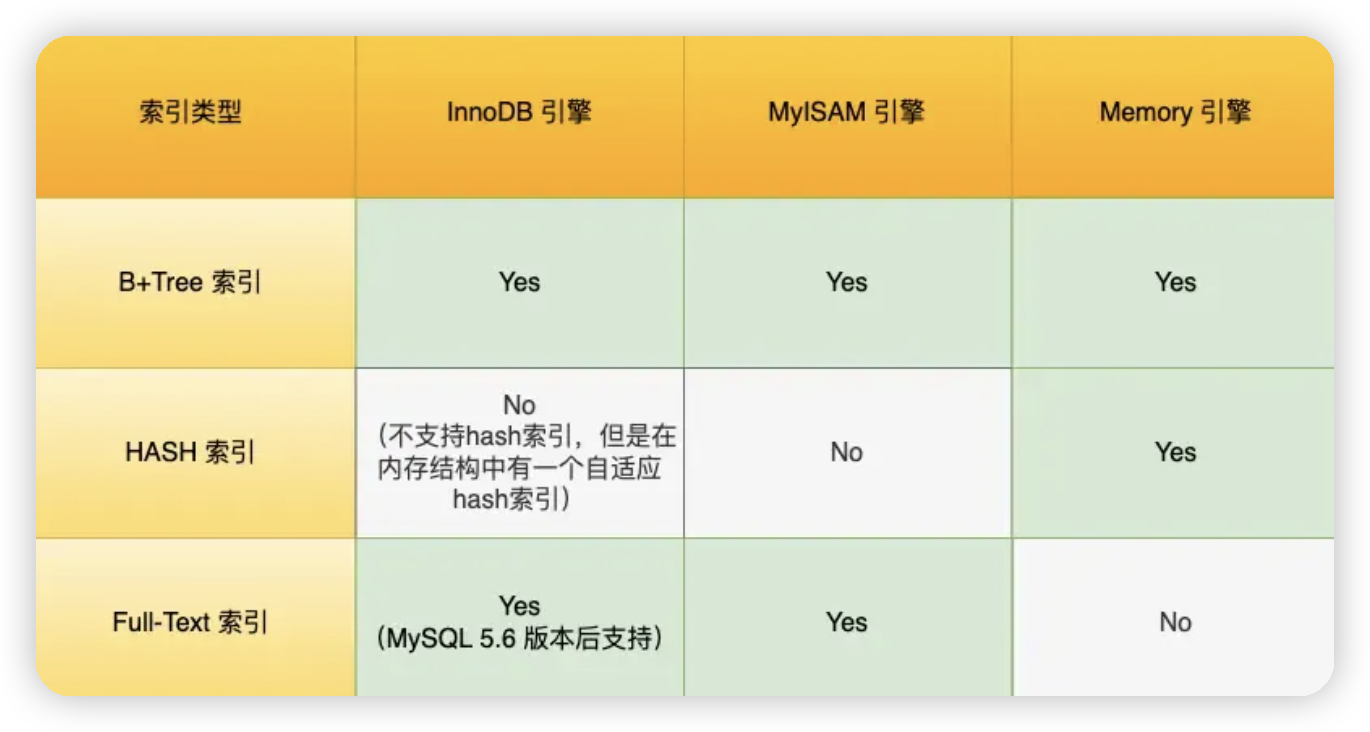 索引类型
InnoDB 引擎
MyISAM 引擎
Memory 引擎
B+Tree 索引
Yes
Yes
Yes
HASH 索引
No
（不支持hash索引，但是在
内存结构中有一个自适应
hash索引）
No
Yes
Full-Text 索引
Yes
（MySQL 5.6 版本后支持）
Yes
No